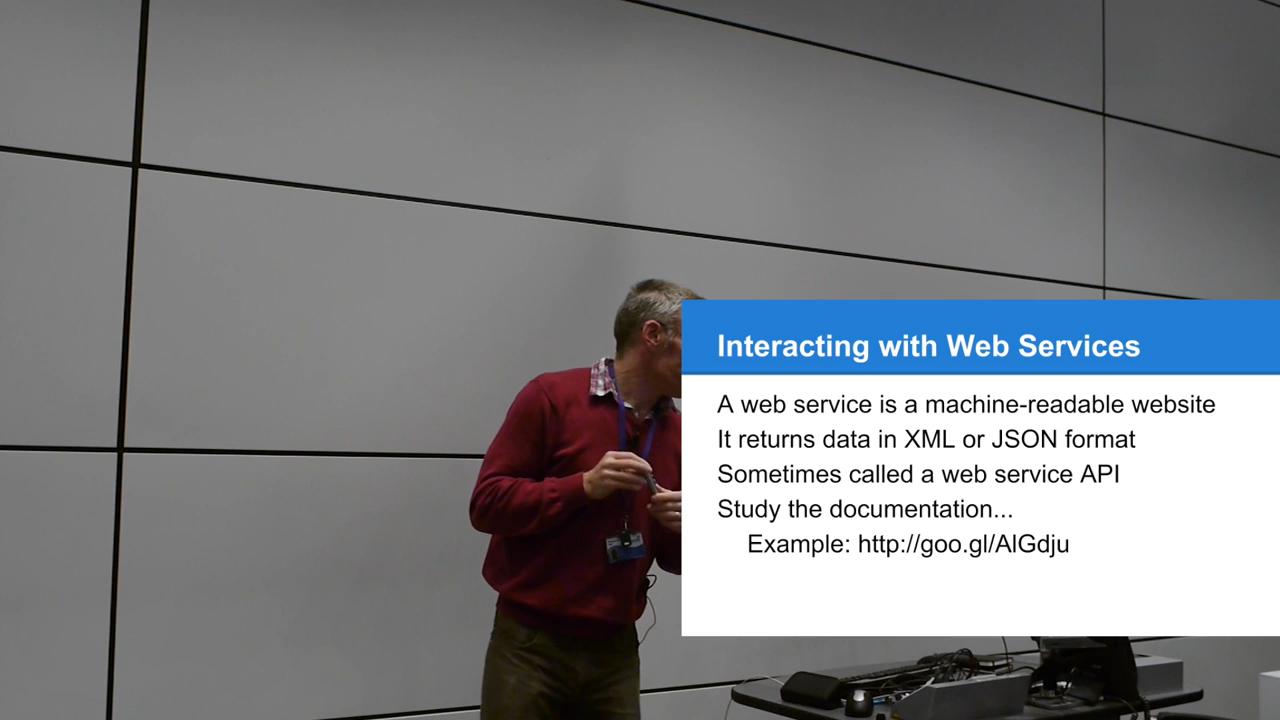 Interacting with Web Services
A web service is a machine-readable website
It returns data in XML or JSON format
Sometimes called a web service API
Study the documentation...
Example: http://goo.gl/AlGdju